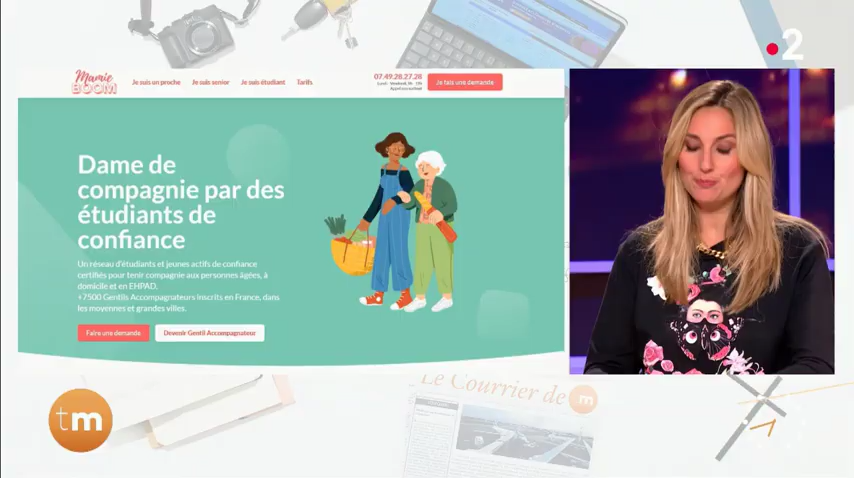 2
Mamie
BOOM
Je suis un proche
Je suis senior
Je suis étudiant
Tarifs
07.49.28.27.28
Je fais une demande
Dame de
compagnie par des
étudiants de
confiance
Un réseau d'étudiants et jeunes actifs de confiance
certifiés pour tenir compagnie aux personnes âgées, à
domicile et en EHPAD.
+7500 Gentils Accompagnateurs inscrits en France, dans
les moyennes et grandes villes.
Faire une demande
Devenir Gentil Accompagnateur
tm
Le Courrier de
m